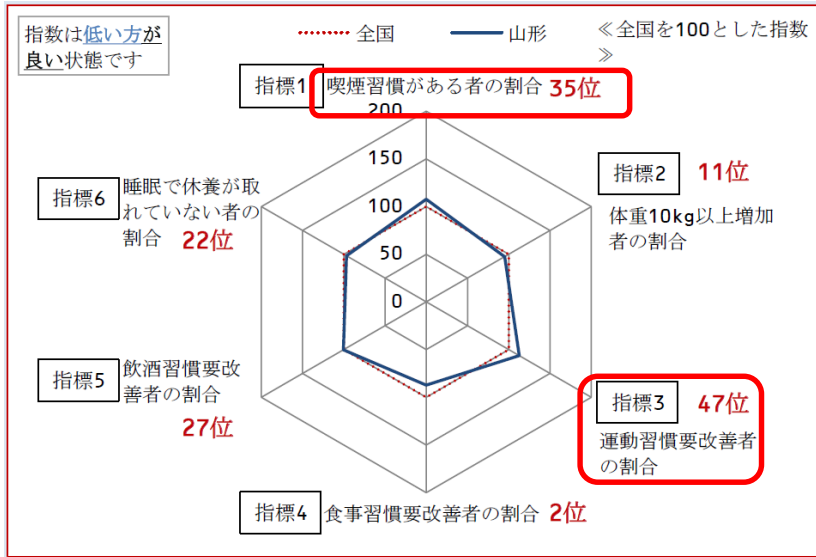 指数は低い方が
良い状態です
全国
山形
≪全国を100とした指数
≫
指標1 喫煙習慣がある者の割合 35位
200
150
100
50
0
指標2 11位
体重10kg以上増加
者の割合
指標6 睡眠で休養が取
れていない者の
割合 22位
指標5 飲酒習慣要改
善者の割合
27位
指標3 47位
運動習慣要改善者
の割合
指標4 食事習慣要改善者の割合 2位